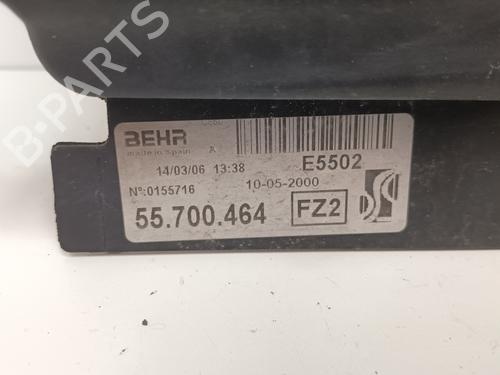 BEHR
made in Spain A
14/03/06 13:38 E5502
Nº:0155716 10-05-2000
55.700.464 FZ2
B-PARTS